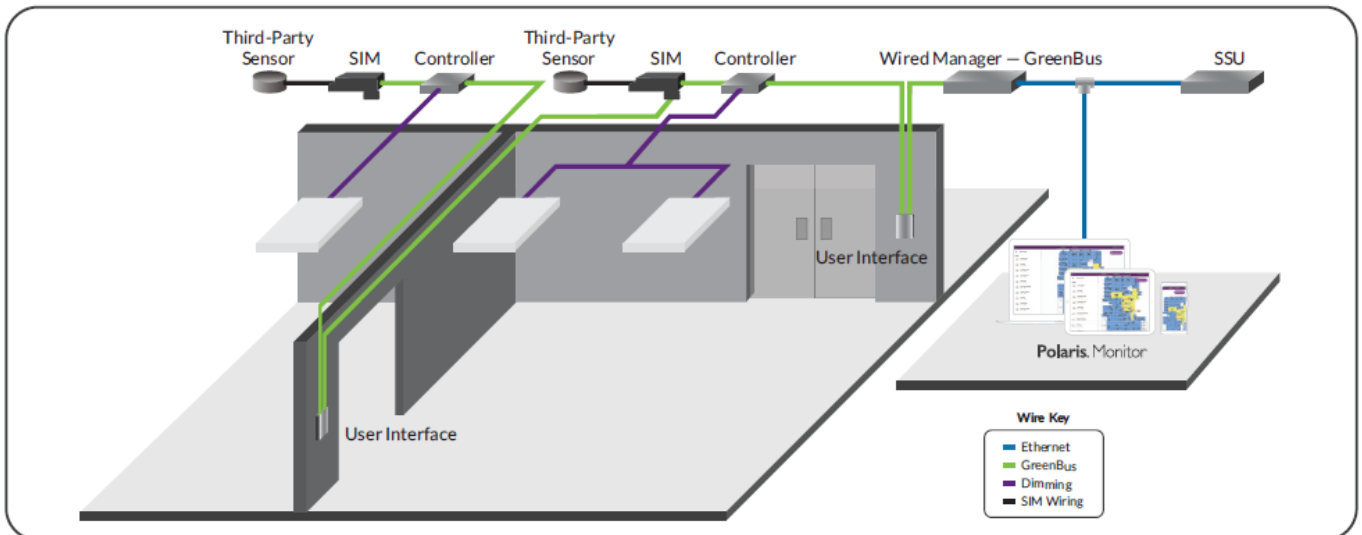 Third-Party
Sensor
SIM
Controller
Third-Party
Sensor
SIM
Controller
Wired Manager — GreenBus
SSU
User Interface
Polaris. Monitor
User Interface
Wire Key
Ethernet
GreenBus
Dimming
SIM Wiring